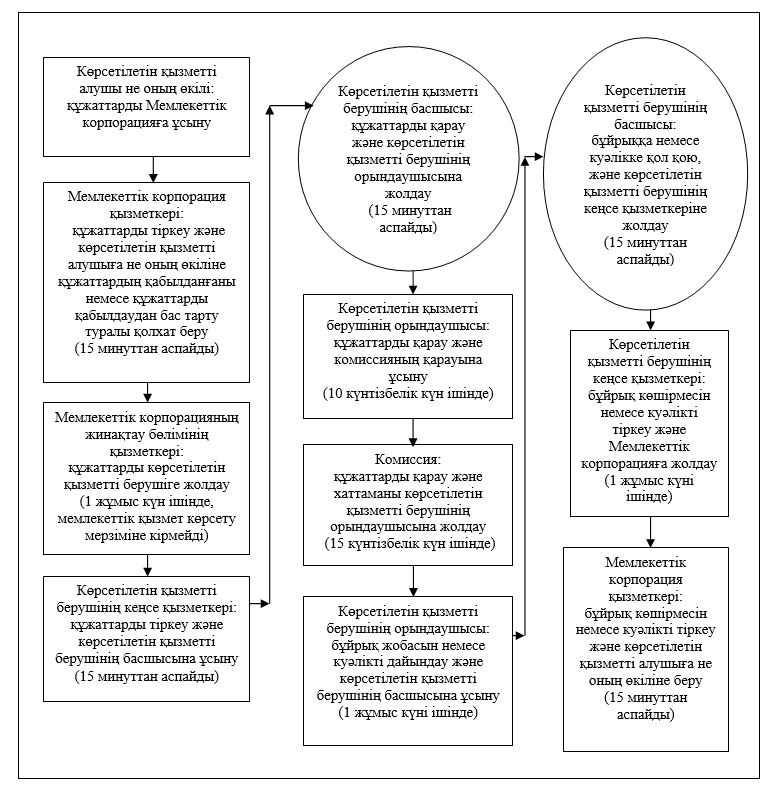 Көрсетілетін қызметті
алушы не оның өкілі:
құжаттарды Мемлекеттік
корпорацияға ұсыну
Мемлекеттік корпорация
қызметкері:
құжаттарды тіркеу және
көрсетілетін қызметті
алушыға не оның өкіліне
құжаттардың қабылданғаны
немесе құжаттарды
қабылдаудан бас тарту
туралы қолхат беру
(15 минуттан аспайды)
Мемлекеттік корпорацияның
жинақтау бөлімінің
қызметкері:
құжаттарды көрсетілетін
қызметті берушіге жолдау
(1 жұмыс күн ішінде,
мемлекеттік қызмет көрсету
мерзіміне кірмейді)
Көрсетілетін қызметті
берушінің кеңсе қызметкері:
құжаттарды тіркеу және
көрсетілетін қызметті
берушінің басшысына ұсыну
(15 минуттан аспайды)
Көрсетілетін қызметті
берушінің басшысы:
құжаттарды қарау
және көрсетілетін
қызметті берушінің
орындаушысына
жолдау
(15 минуттан
аспайды)
Көрсетілетін қызметті
берушінің орындаушысы:
құжаттарды қарау және
комиссияның қарауына
ұсыну
(10 күнтізбелік күн ішінде)
Комиссия:
құжаттарды қарау және
хаттаманы көрсетілетін
қызметті берушінің
орындаушысына жолдау
(15 күнтізбелік күн ішінде)
Көрсетілетін қызметті
берушінің орындаушысы:
бұйрық жобасын немесе
куәлікті дайындау және
көрсетілетін қызметті
берушінің басшысына ұсыну
(1 жұмыс күні ішінде)
Көрсетілетін
қызметті берушінің
басшысы:
бұйрыққа немесе
куәлікке қол қою,
және көрсетілетін
қызметті берушінің
кеңсе қызметкеріне
жолдау
(15 минуттан
аспайды)
Көрсетілетін
қызметті берушінің
кеңсе қызметкері:
бұйрық көшірмесін
немесе куәлікті
тіркеу және
Мемлекеттік
корпорацияға жолдау
(1 жұмыс күні
ішінде)
Мемлекеттік
корпорация
қызметкері:
бұйрық көшірмесін
немесе куәлікті тіркеу
және көрсетілетін
қызметті алушыға не
оның өкіліне беру
(15 минуттан
аспайды)